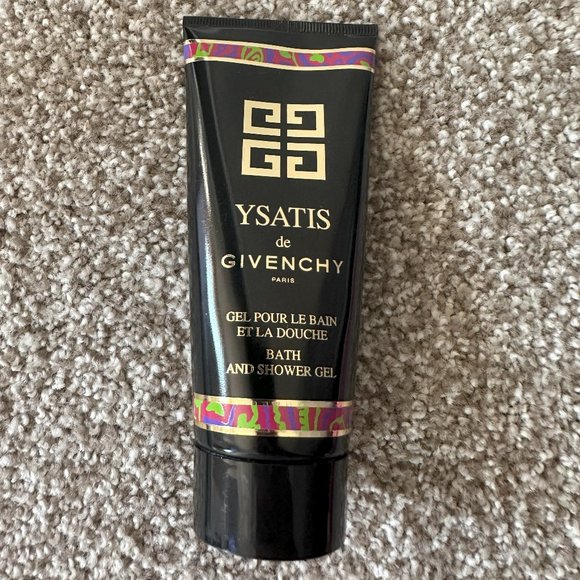 YSATIS
de
GIVENCHY
PARIS
GEL POUR LE BAIN
ET LA DOUCHE
BATH
AND SHOWER GEL